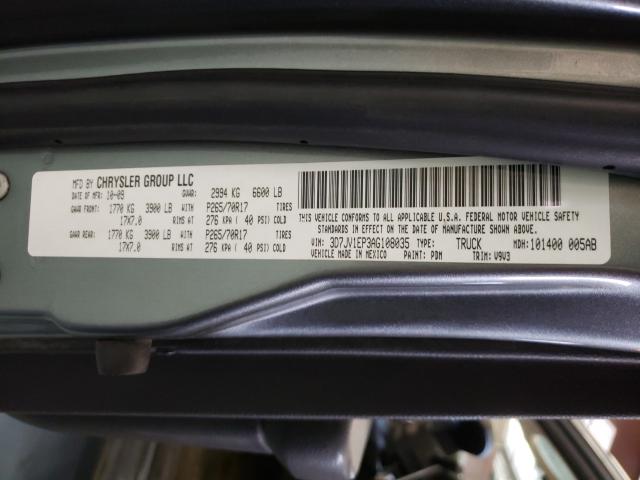 MFD BY CHRYSLER GROUP LLC
DATE OF MFR: 10-09 GVWR: 2994 KG 6600 LB
GAWR FRONT: 1770 KG 3900 LB WITH P265/70R17 TIRES
17X7.0 RIMS AT 276 KPA ( 40 PSI) COLD
GAWR REAR: 1770 KG 3900 LB WITH P265/70R17 TIRES
17X7.0 RIMS AT 276 KPA ( 40 PSI) COLD
THIS VEHICLE CONFORMS TO ALL APPLICABLE U.S.A. FEDERAL MOTOR VEHICLE SAFETY
STANDARDS IN EFFECT ON THE DATE OF MANUFACTURE SHOWN ABOVE.
VIN: 3D7JV1EP3AG108035 TYPE: TRUCK MDH: 101400 005AB
VEHICLE MADE IN MEXICO PAINT: PDM TRIM: V9V3